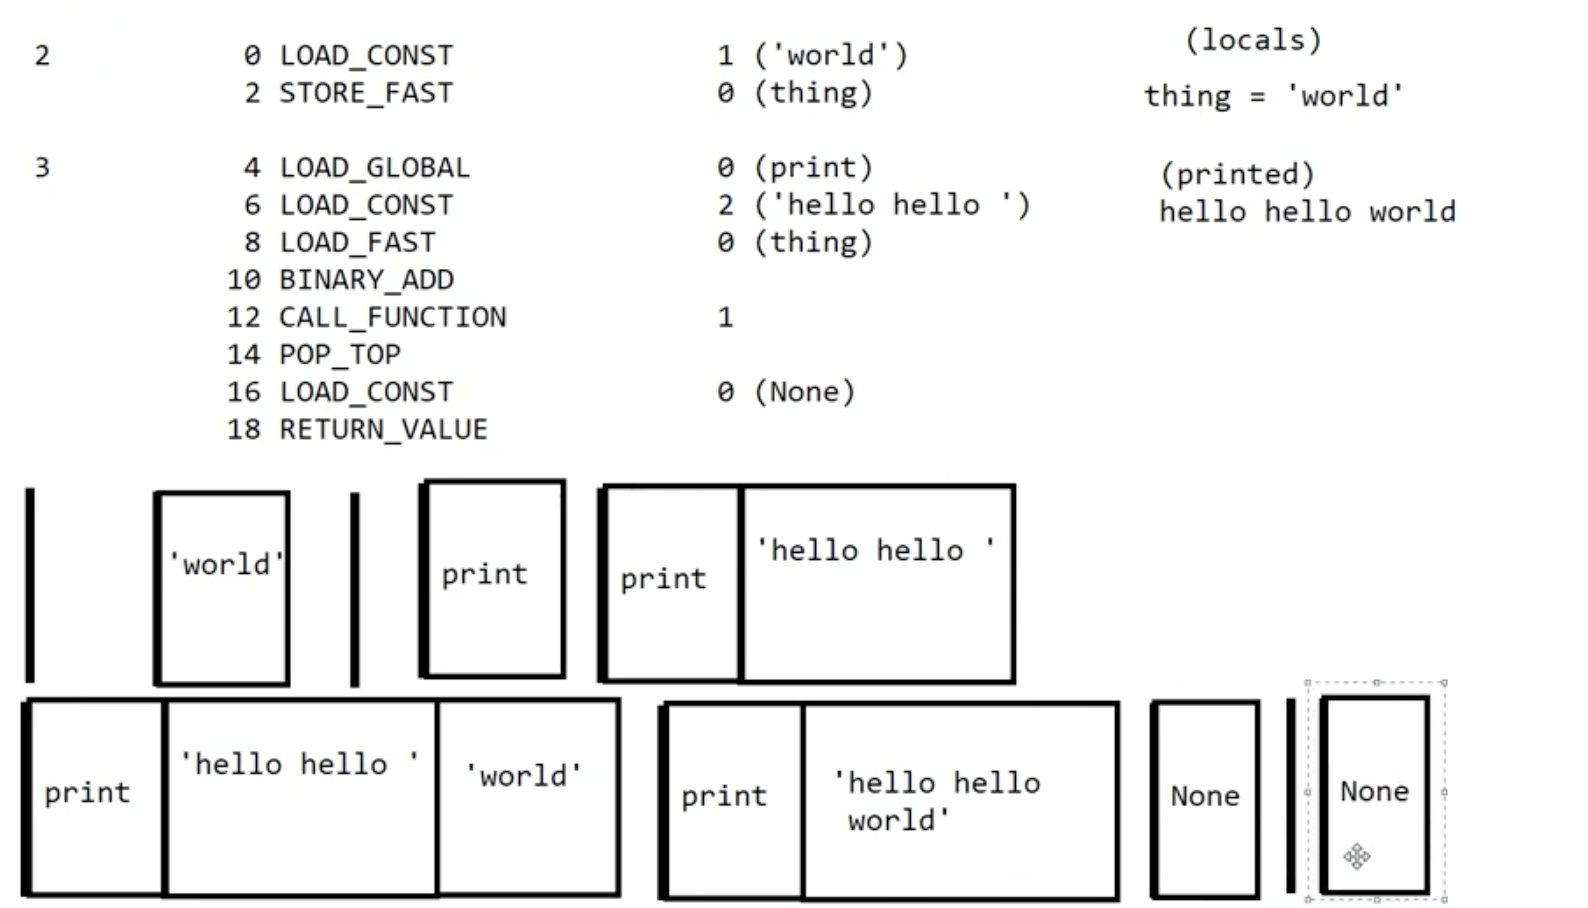 2 0 LOAD_CONST 1 ('world')
2 STORE_FAST 0 (thing)
3 4 LOAD_GLOBAL 0 (print)
6 LOAD_CONST 2 ('hello hello ')
8 LOAD_FAST 0 (thing)
10 BINARY_ADD
12 CALL_FUNCTION 1
14 POP_TOP
16 LOAD_CONST 0 (None)
18 RETURN_VALUE
(locals)
thing = 'world'
(printed)
hello hello world
'world'
print
print
'hello hello '
print
'hello hello '
'world'
print
'hello hello
world'
None
None